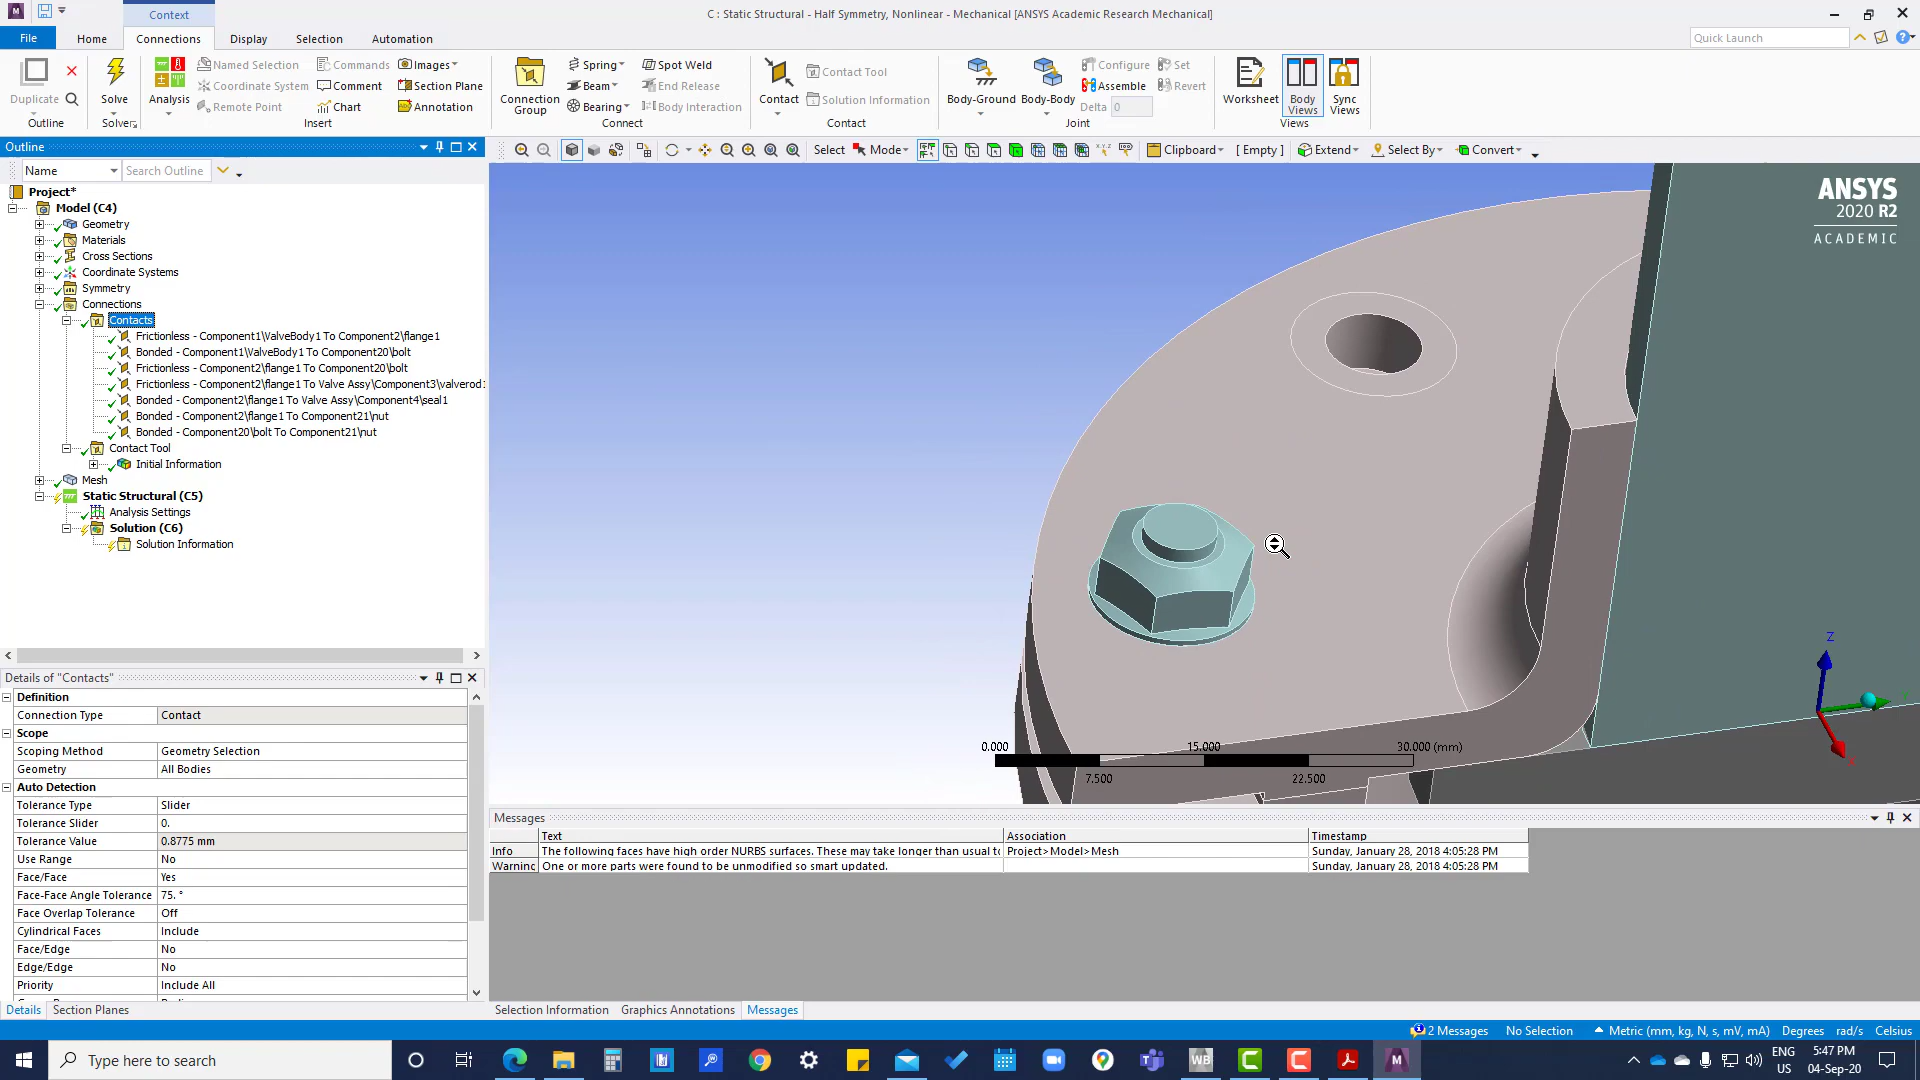 Context
C : Static Structural - Half Symmetry, Nonlinear - Mechanical [ANSYS Academic Research Mechanical]
File Home Connections Display Selection Automation
Quick Launch
Duplicate
Outline
Solve
Solver
Analysis
Named Selection Commands Images
Coordinate System Comment Section Plane
Remote Point Chart Annotation
Insert
Connection Group
Spring Spot Weld
Beam End Release
Bearing Body Interaction
Connect
Contact
Contact Tool
Solution Information
Contact
Body-Ground Body-Body
Configure Set
Assemble Revert
Delta 0
Joint
Worksheet Body Views Sync Views
Views
Outline
Name Search Outline
Select Mode Clipboard [ Empty ] Extend Select By Convert
Project*
Model (C4)
Geometry
Materials
Cross Sections
Coordinate Systems
Symmetry
Connections
Contacts
Frictionless - Component1\ValveBody1 To Component2\flange1
Bonded - Component1\ValveBody1 To Component20\bolt
Frictionless - Component2\flange1 To Component20\bolt
Frictionless - Component2\flange1 To Valve Assy\Component3\valverod1
Bonded - Component2\flange1 To Valve Assy\Component4\seal1
Bonded - Component2\flange1 To Component21\nut
Bonded - Component20\bolt To Component21\nut
Contact Tool
Initial Information
Mesh
Static Structural (C5)
Analysis Settings
Solution (C6)
Solution Information
ANSYS
2020 R2
ACADEMIC
Z
X
0.000 15.000 30.000 (mm)
7.500 22.500
Details of "Contacts"
Definition
Connection Type Contact
Scope
Scoping Method Geometry Selection
Geometry All Bodies
Auto Detection
Tolerance Type Slider
Tolerance Slider 0.
Tolerance Value 0.8775 mm
Use Range No
Face/Face Yes
Face-Face Angle Tolerance 75. °
Face Overlap Tolerance Off
Cylindrical Faces Include
Face/Edge No
Edge/Edge No
Priority Include All
Details Section Planes
Messages
Text Association Timestamp
Info The following faces have high order NURBS surfaces. These may take longer than usual to Project>Model>Mesh Sunday, January 28, 2018 4:05:28 PM
Warning One or more parts were found to be unmodified so smart updated. Sunday, January 28, 2018 4:05:28 PM
Selection Information Graphics Annotations Messages
2 Messages No Selection Metric (mm, kg, N, s, mV, mA) Degrees rad/s Celsius
Type here to search
WB
M
ENG
US
5:47 PM
04-Sep-20